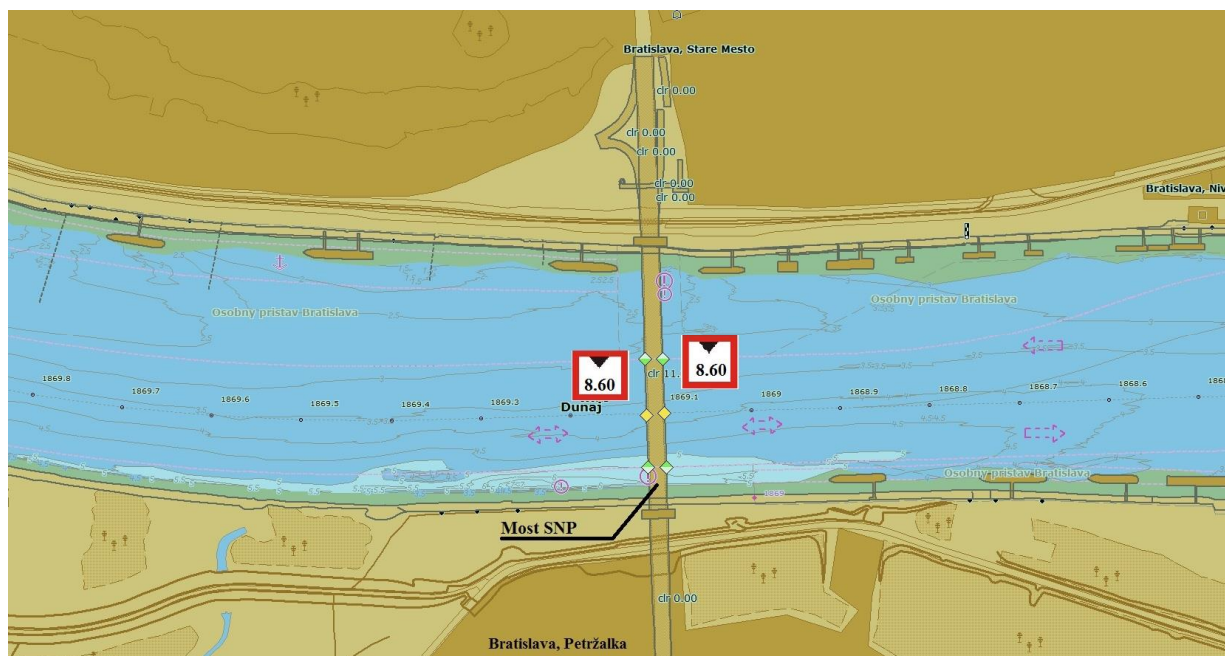 Bratislava, Stare Mesto
clr 0.00
clr 0.00
clr 0.00
clr 0.00
clr 0.00
Bratislava, Niv
Osobny pristav Bratislava
Osobny pristav Bratislava
8.60
8.60
clr 11.
1869.8
1869.7
1869.6
1869.5
1869.4
1869.3
1869.1
1869
1868.9
1868.8
1868.7
1868.6
Dunaj
Osobny pristav Bratislava
1869
Most SNP
clr 0.00
Bratislava, Petržalka